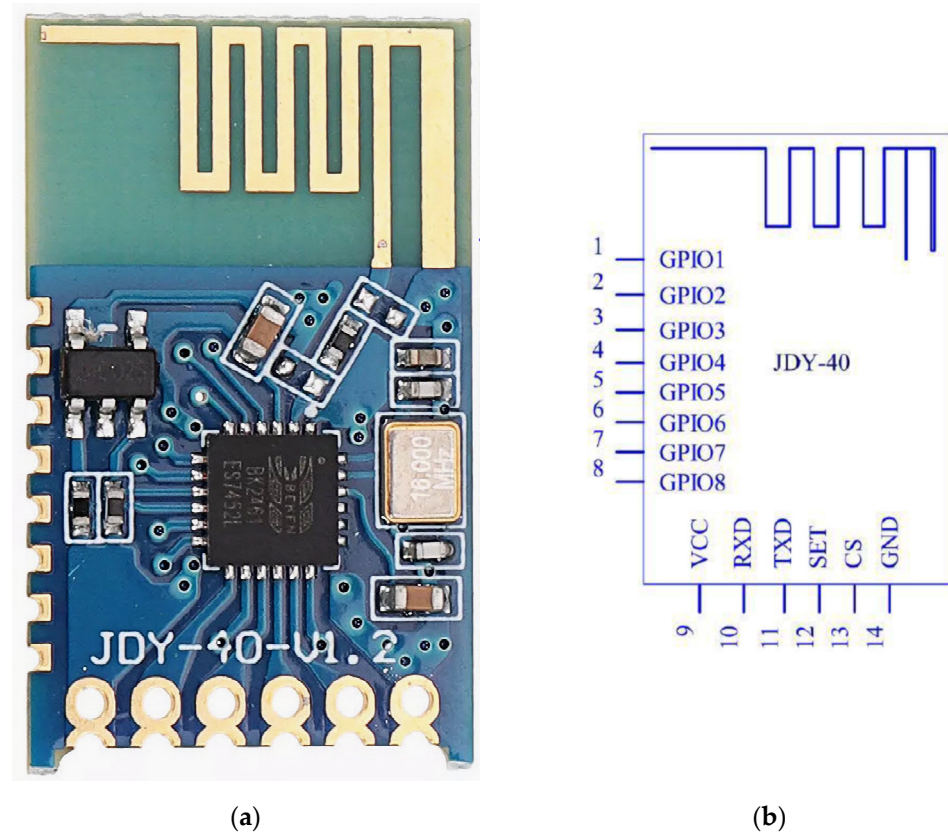 16.000
MHz
BEKEN
BK2461
ES7452L
JDY-40-V1.2
(a)
1 GPIO1
2 GPIO2
3 GPIO3
4 GPIO4
JDY-40
5 GPIO5
6 GPIO6
7 GPIO7
8 GPIO8
VCC RXD TXD SET CS GND
9 10 11 12 13 14
(b)